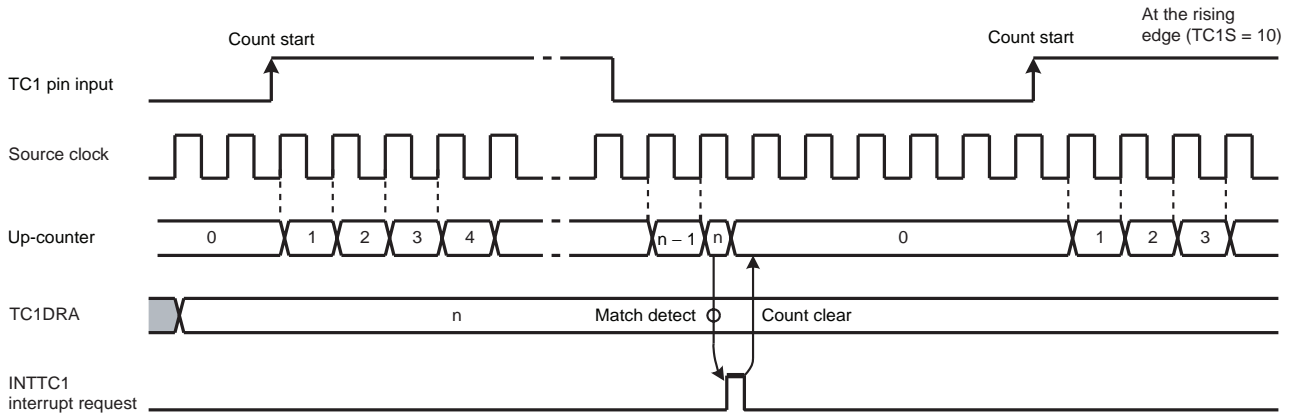 At the rising
edge (TC1S = 10)
Count start
Count start
TC1 pin input
Source clock
Up-counter
0
1
2
3
4
n – 1
n
0
1
2
3
TC1DRA
n
Match detect
Count clear
INTTC1
interrupt request